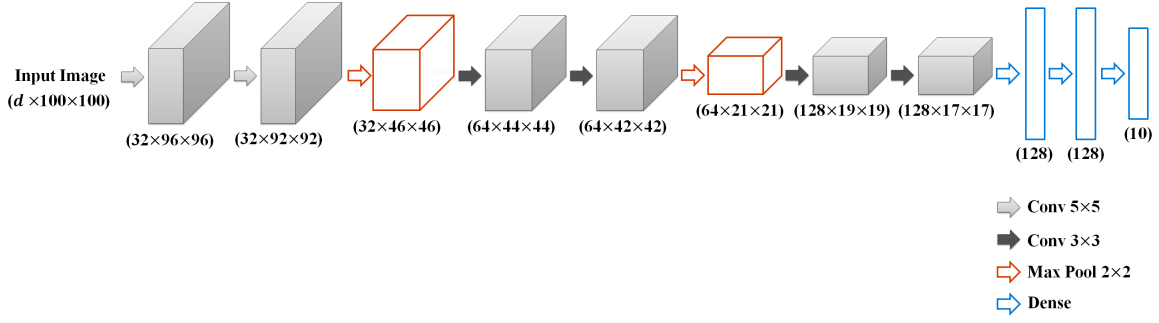 Input Image
(d ×100×100)
(32×96×96)
(32×92×92)
(32×46×46)
(64×44×44)
(64×42×42)
(64×21×21)
(128×19×19)
(128×17×17)
(128)
(128)
(10)
Conv 5×5
Conv 3×3
Max Pool 2×2
Dense